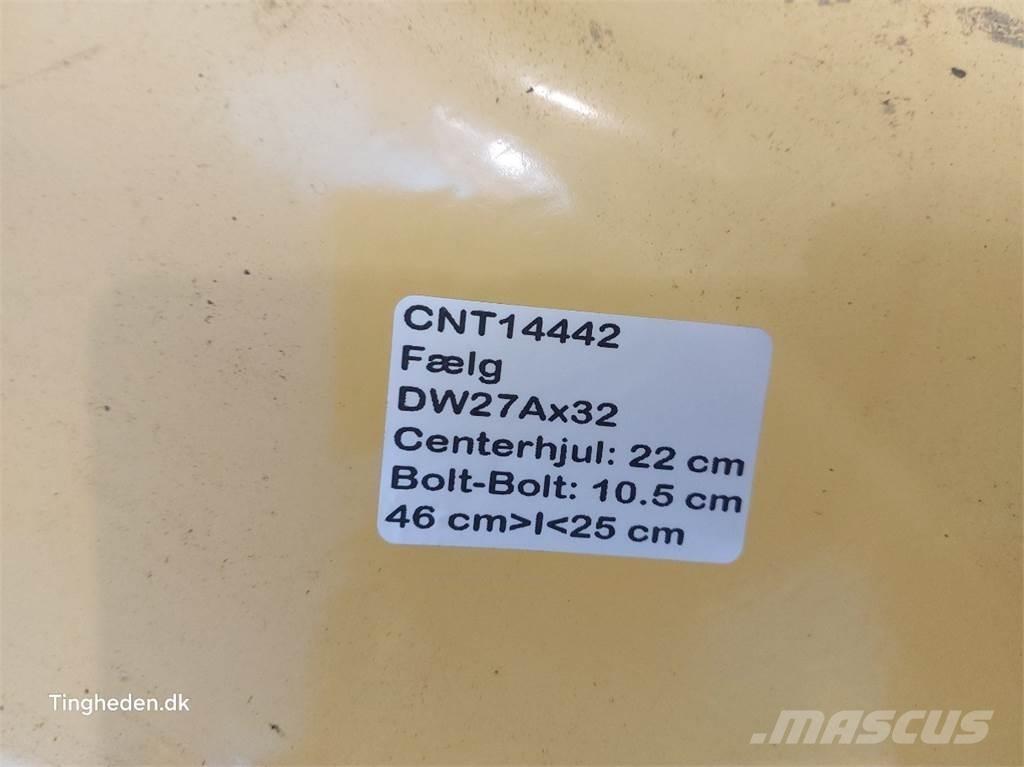 CNT14442
Fælg
DW27Ax32
Centerhjul: 22 cm
Bolt-Bolt: 10.5 cm
46 cm>I<25 cm
Tingheden.dk
MASCUS